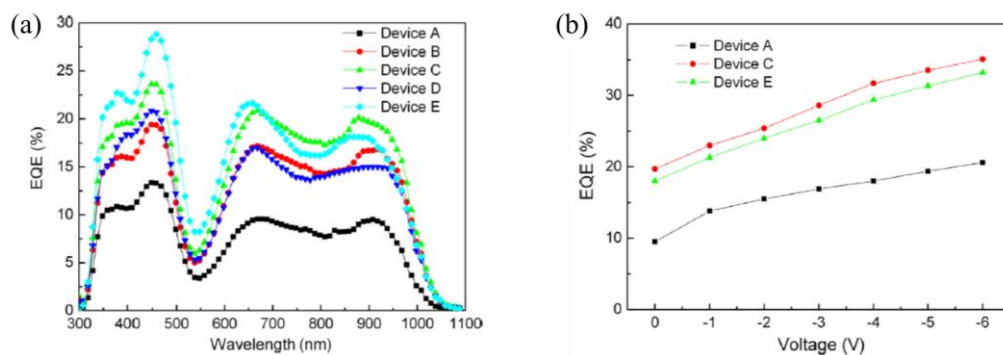 (a)
EQE (%)
30
25
20
15
10
5
0
300 400 500 600 700 800 900 1000 1100
Wavelength (nm)
Device A
Device B
Device C
Device D
Device E
(b)
EQE (%)
40
30
20
10
0
0 -1 -2 -3 -4 -5 -6
Voltage (V)
Device A
Device C
Device E